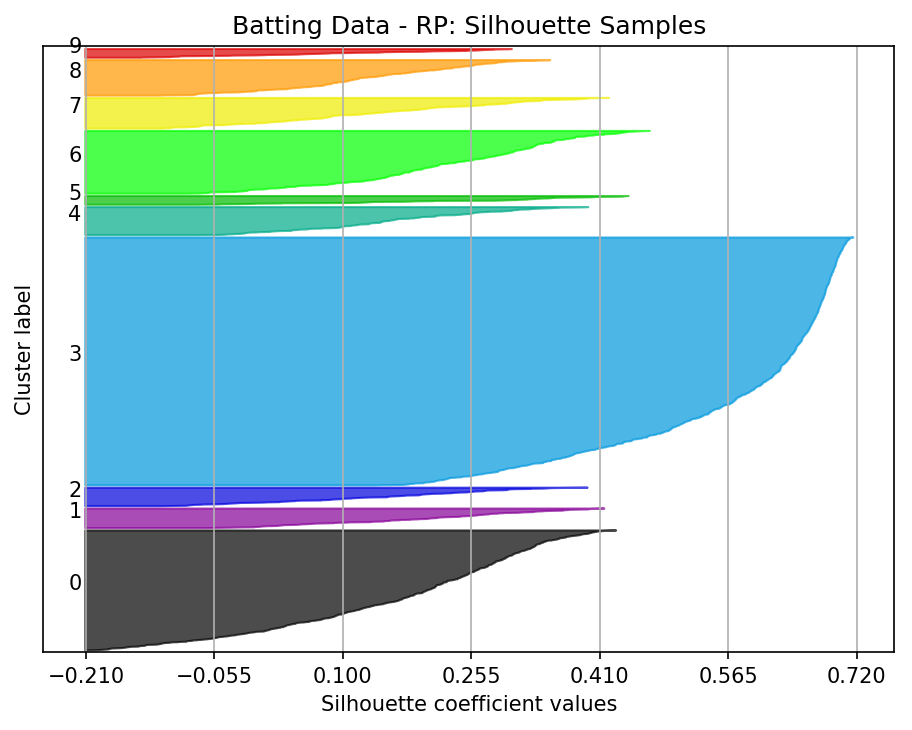 Batting Data - RP: Silhouette Samples
9
8
7
6
5
4
3
2
1
0
Cluster label
−0.210 −0.055 0.100 0.255 0.410 0.565 0.720
Silhouette coefficient values